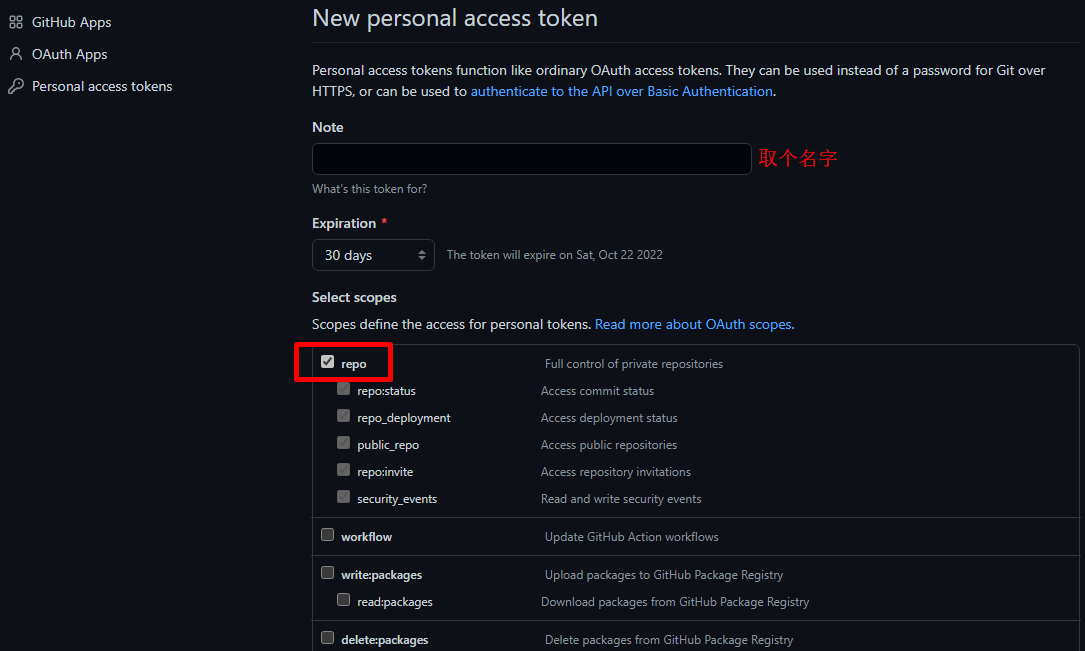 GitHub Apps
OAuth Apps
Personal access tokens
New personal access token
Personal access tokens function like ordinary OAuth access tokens. They can be used instead of a password for Git over
HTTPS, or can be used to authenticate to the API over Basic Authentication.
Note
取个名字
What's this token for?
Expiration *
30 days The token will expire on Sat, Oct 22 2022
Select scopes
Scopes define the access for personal tokens. Read more about OAuth scopes.
repo Full control of private repositories
repo:status Access commit status
repo_deployment Access deployment status
public_repo Access public repositories
repo:invite Access repository invitations
security_events Read and write security events
workflow Update GitHub Action workflows
write:packages Upload packages to GitHub Package Registry
read:packages Download packages from GitHub Package Registry
delete:packages Delete packages from GitHub Package Registry